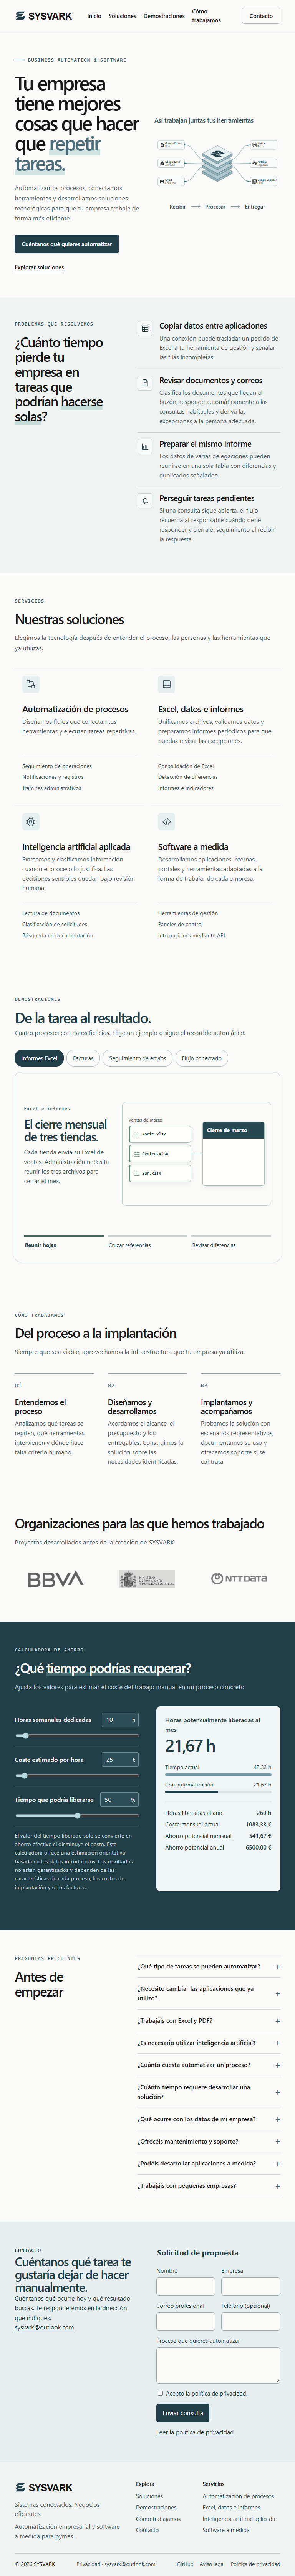 SYSVARK
Inicio
Soluciones
Demostraciones
Cómo
trabajamos
Contacto
BUSINESS AUTOMATION & SOFTWARE
Tu empresa
tiene mejores
cosas que hacer
que repetir
tareas.
Automatizamos procesos, conectamos
herramientas y desarrollamos soluciones
tecnológicas para que tu empresa trabaje de
forma más eficiente.
Cuéntanos qué quieres automatizar
Explorar soluciones
Así trabajan juntas tus herramientas
Recibir
Procesar
Entregar
PROBLEMAS QUE RESOLVEMOS
¿Cuánto tiempo
pierde tu
empresa en
tareas que
podrían hacerse
solas?
Copiar datos entre aplicaciones
Una conexión puede trasladar un pedido de
Excel a tu herramienta de gestión y señalar
las filas incompletas.
Revisar documentos y correos
Clasifica los documentos que llegan al
buzón, responde automáticamente a las
consultas habituales y deriva las
excepciones a la persona adecuada.
Preparar el mismo informe
Los datos de varias delegaciones pueden
reunirse en una sola tabla con diferencias y
duplicados señalados.
Perseguir tareas pendientes
Si una consulta sigue abierta, el flujo
recuerda al responsable cuándo debe
responder y cierra el seguimiento al recibir
la respuesta.
SERVICIOS
Nuestras soluciones
Elegimos la tecnología después de entender el proceso, las personas y las herramientas que
ya utilizas.
Automatización de procesos
Diseñamos flujos que conectan tus
herramientas y ejecutan tareas repetitivas.
Seguimiento de operaciones
Notificaciones y registros
Trámites administrativos
Excel, datos e informes
Unificamos archivos, validamos datos y
preparamos informes periódicos para que
puedas revisar las excepciones.
Consolidación de Excel
Detección de diferencias
Informes e indicadores
Inteligencia artificial aplicada
Extraemos y clasificamos información
cuando el proceso lo justifica. Las
decisiones sensibles quedan bajo revisión
humana.
Lectura de documentos
Clasificación de solicitudes
Búsqueda en documentación
Software a medida
Desarrollamos aplicaciones internas,
portales y herramientas adaptadas a la
forma de trabajar de cada empresa.
Herramientas de gestión
Paneles de control
Integraciones mediante API
DEMOSTRACIONES
De la tarea al resultado.
Cuatro procesos con datos ficticios. Elige un ejemplo o sigue el recorrido automático.
Informes Excel
Facturas
Seguimiento de envíos
Flujo conectado
Excel e informes
El cierre mensual
de tres tiendas.
Cada tienda envía su Excel de
ventas. Administración necesita
reunir los tres archivos para
cerrar el mes.
Ventas de marzo
Norte.xlsx
Centro.xlsx
Sur.xlsx
Cierre de marzo
Reunir hojas
Cruzar referencias
Revisar diferencias
CÓMO TRABAJAMOS
Del proceso a la implantación
Siempre que sea viable, aprovechamos la infraestructura que tu empresa ya utiliza.
01
Entendemos el
proceso
Analizamos qué tareas se
repiten, qué herramientas
intervienen y dónde hace
falta criterio humano.
02
Diseñamos y
desarrollamos
Acordamos el alcance, el
presupuesto y los
entregables. Construimos la
solución sobre las
necesidades identificadas.
03
Implantamos y
acompañamos
Probamos la solución con
escenarios representativos,
documentamos su uso y
ofrecemos soporte si se
contrata.
Organizaciones para las que hemos trabajado
Proyectos desarrollados antes de la creación de SYSVARK.
BBVA
NTT DATA
CALCULADORA DE AHORRO
¿Qué tiempo podrías recuperar?
Ajusta los valores para estimar el coste del trabajo manual en un proceso concreto.
Horas semanales dedicadas
10 h
Coste estimado por hora
25 €
Tiempo que podría liberarse
50 %
El valor del tiempo liberado solo se convierte en
ahorro efectivo si disminuye el gasto. Esta
calculadora ofrece una estimación orientativa
basada en los datos introducidos. Los resultados
no están garantizados y dependen de las
características de cada proceso, los costes de
implantación y otros factores.
Horas potencialmente liberadas al
mes
21,67 h
Tiempo actual 43,33 h
Con automatización 21,67 h
Horas liberadas al año 260 h
Coste mensual actual 1083,33 €
Ahorro potencial mensual 541,67 €
Ahorro potencial anual 6500,00 €
PREGUNTAS FRECUENTES
Antes de
empezar
¿Qué tipo de tareas se pueden automatizar? +
¿Necesito cambiar las aplicaciones que ya
utilizo? +
¿Trabajáis con Excel y PDF? +
¿Es necesario utilizar inteligencia artificial? +
¿Cuánto cuesta automatizar un proceso? +
¿Cuánto tiempo requiere desarrollar una
solución? +
¿Qué ocurre con los datos de mi empresa? +
¿Ofrecéis mantenimiento y soporte? +
¿Podéis desarrollar aplicaciones a medida? +
¿Trabajáis con pequeñas empresas? +
CONTACTO
Cuéntanos qué tarea te
gustaría dejar de hacer
manualmente.
Cuéntanos qué ocurre hoy y qué resultado
buscas. Te responderemos en la dirección
que indiques.
sysvark@outlook.com
Solicitud de propuesta
Nombre
Empresa
Correo profesional
Teléfono (opcional)
Proceso que quieres automatizar
Acepto la política de privacidad.
Enviar consulta
Leer la política de privacidad
SYSVARK
Sistemas conectados. Negocios
eficientes.
Automatización empresarial y software
a medida para pymes.
Explora
Soluciones
Demostraciones
Cómo trabajamos
Contacto
Servicios
Automatización de procesos
Excel, datos e informes
Inteligencia artificial aplicada
Software a medida
© 2026 SYSVARK
Privacidad · sysvark@outlook.com
GitHub
Aviso legal
Política de privacidad